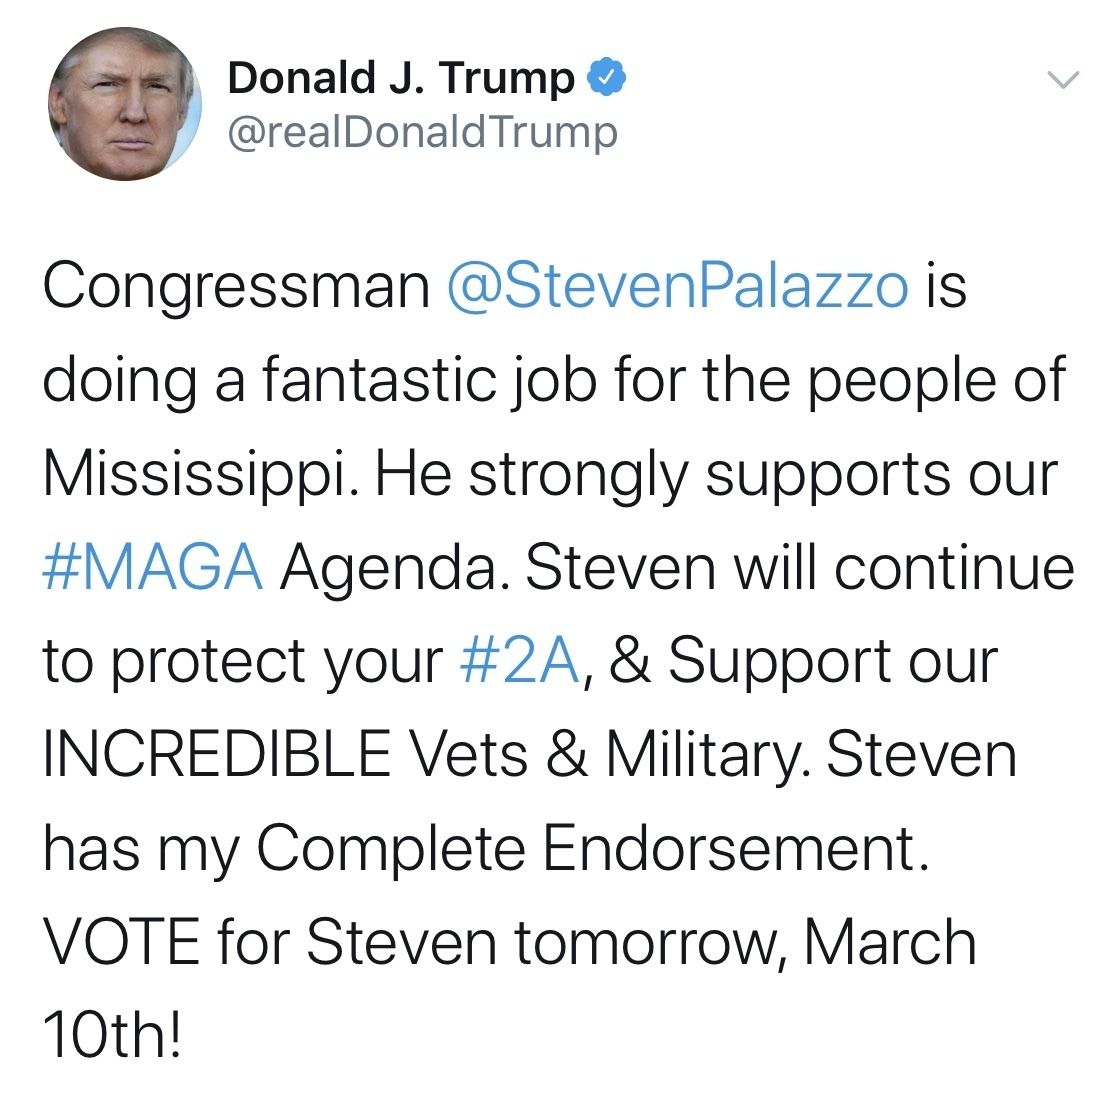 Donald J. Trump
@realDonaldTrump
Congressman @StevenPalazzo is
doing a fantastic job for the people of
Mississippi. He strongly supports our
#MAGA Agenda. Steven will continue
to protect your #2A, & Support our
INCREDIBLE Vets & Military. Steven
has my Complete Endorsement.
VOTE for Steven tomorrow, March
10th!